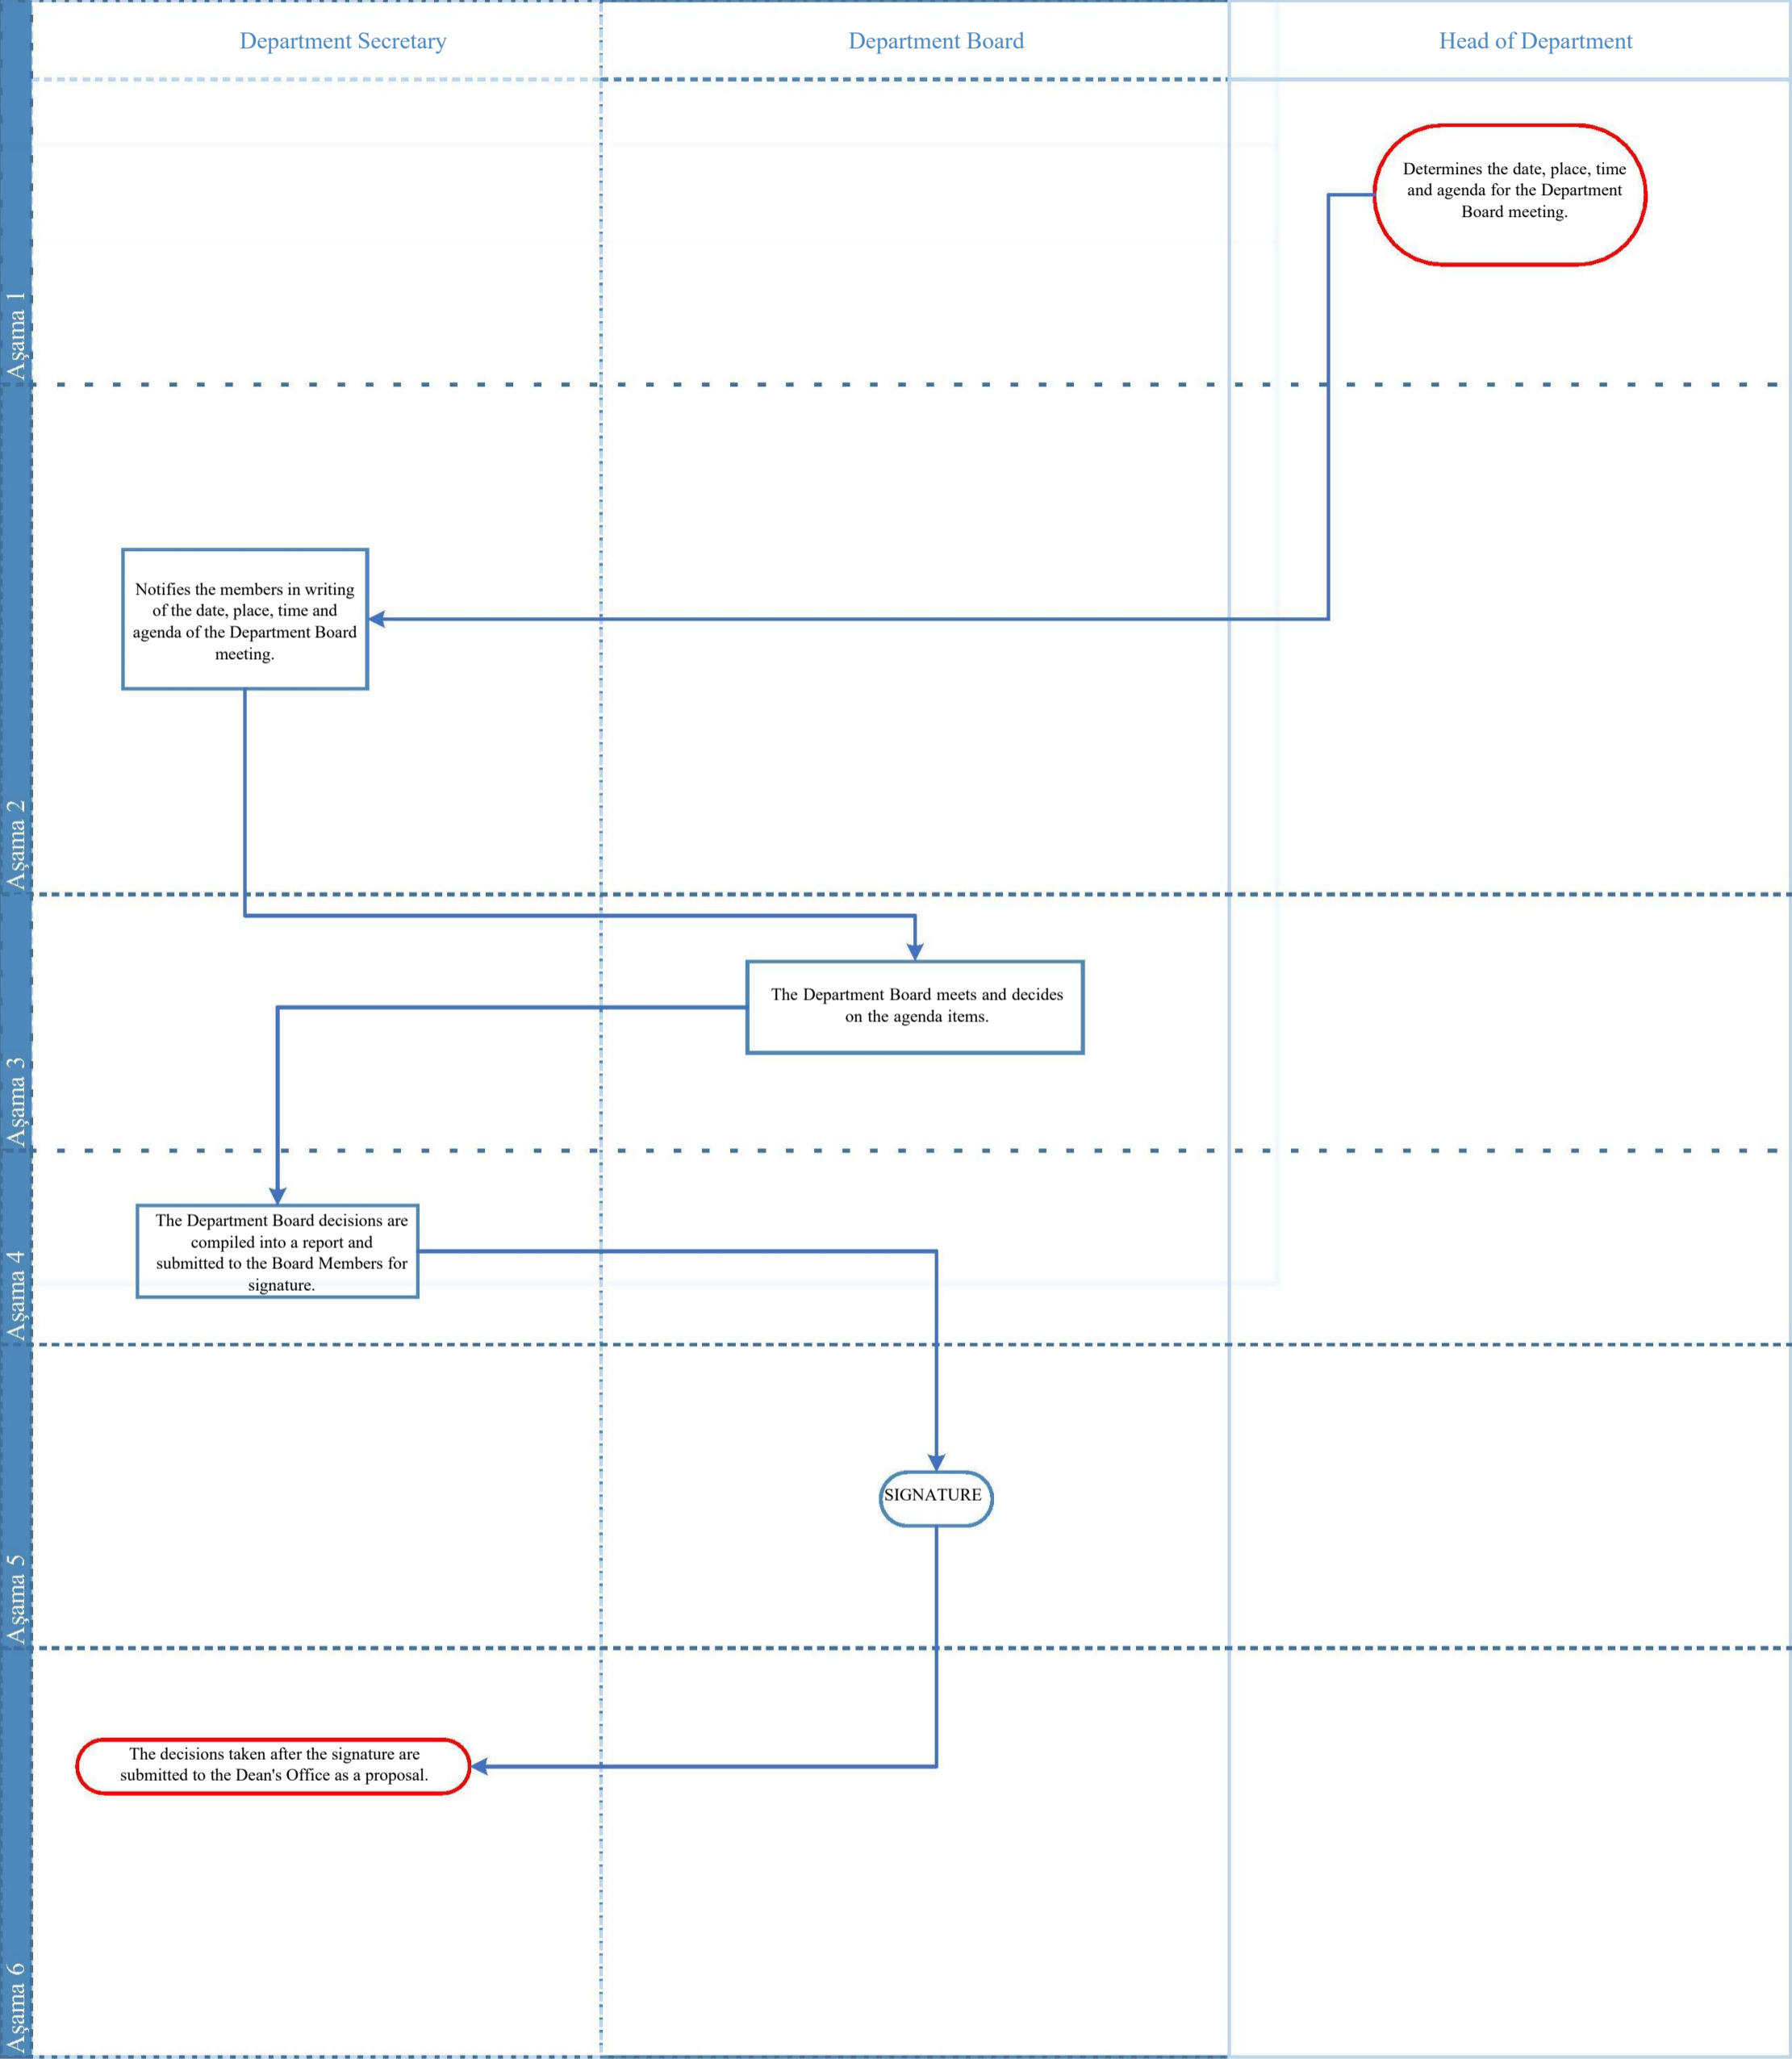 Department Secretary
Department Board
Head of Department
Aşama 1
Determines the date, place, time
and agenda for the Department
Board meeting.
Aşama 2
Notifies the members in writing
of the date, place, time and
agenda of the Department Board
meeting.
Aşama 3
The Department Board meets and decides
on the agenda items.
Aşama 4
The Department Board decisions are
compiled into a report and
submitted to the Board Members for
signature.
Aşama 5
SIGNATURE
Aşama 6
The decisions taken after the signature are
submitted to the Dean's Office as a proposal.